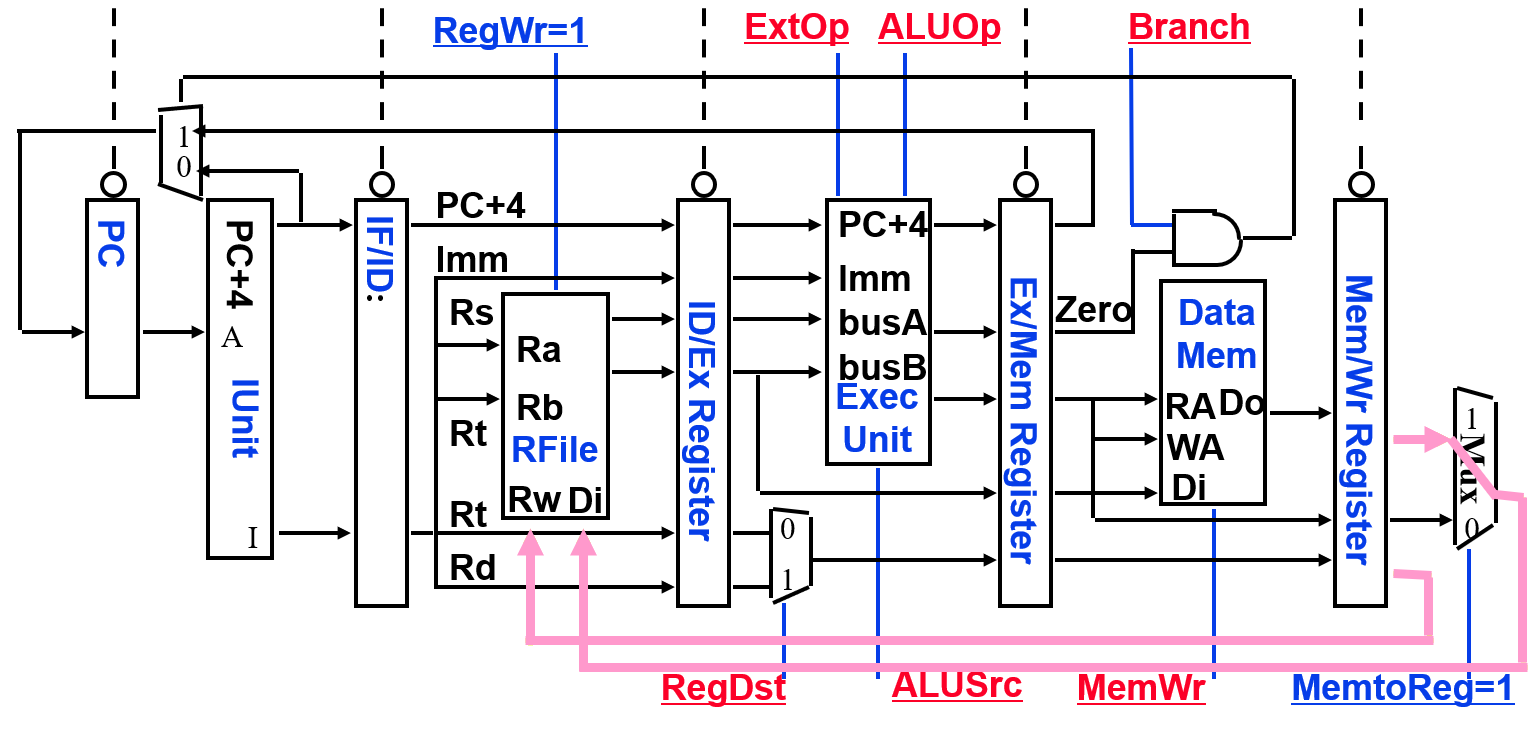 RegWr=1
ExtOp
ALUOp
Branch
1
0
PC
PC+4
A
IUnit
I
IF/ID:
PC+4
Imm
Rs
Ra
Rb
Rt
RFile
Rw Di
Rt
Rd
ID/Ex Register
0
1
PC+4
Imm
busA
busB
Exec
Unit
Ex/Mem Register
Zero
Data
Mem
RA Do
WA
Di
Mem/Wr Register
1
Mux
0
RegDst
ALUSrc
MemWr
MemtoReg=1